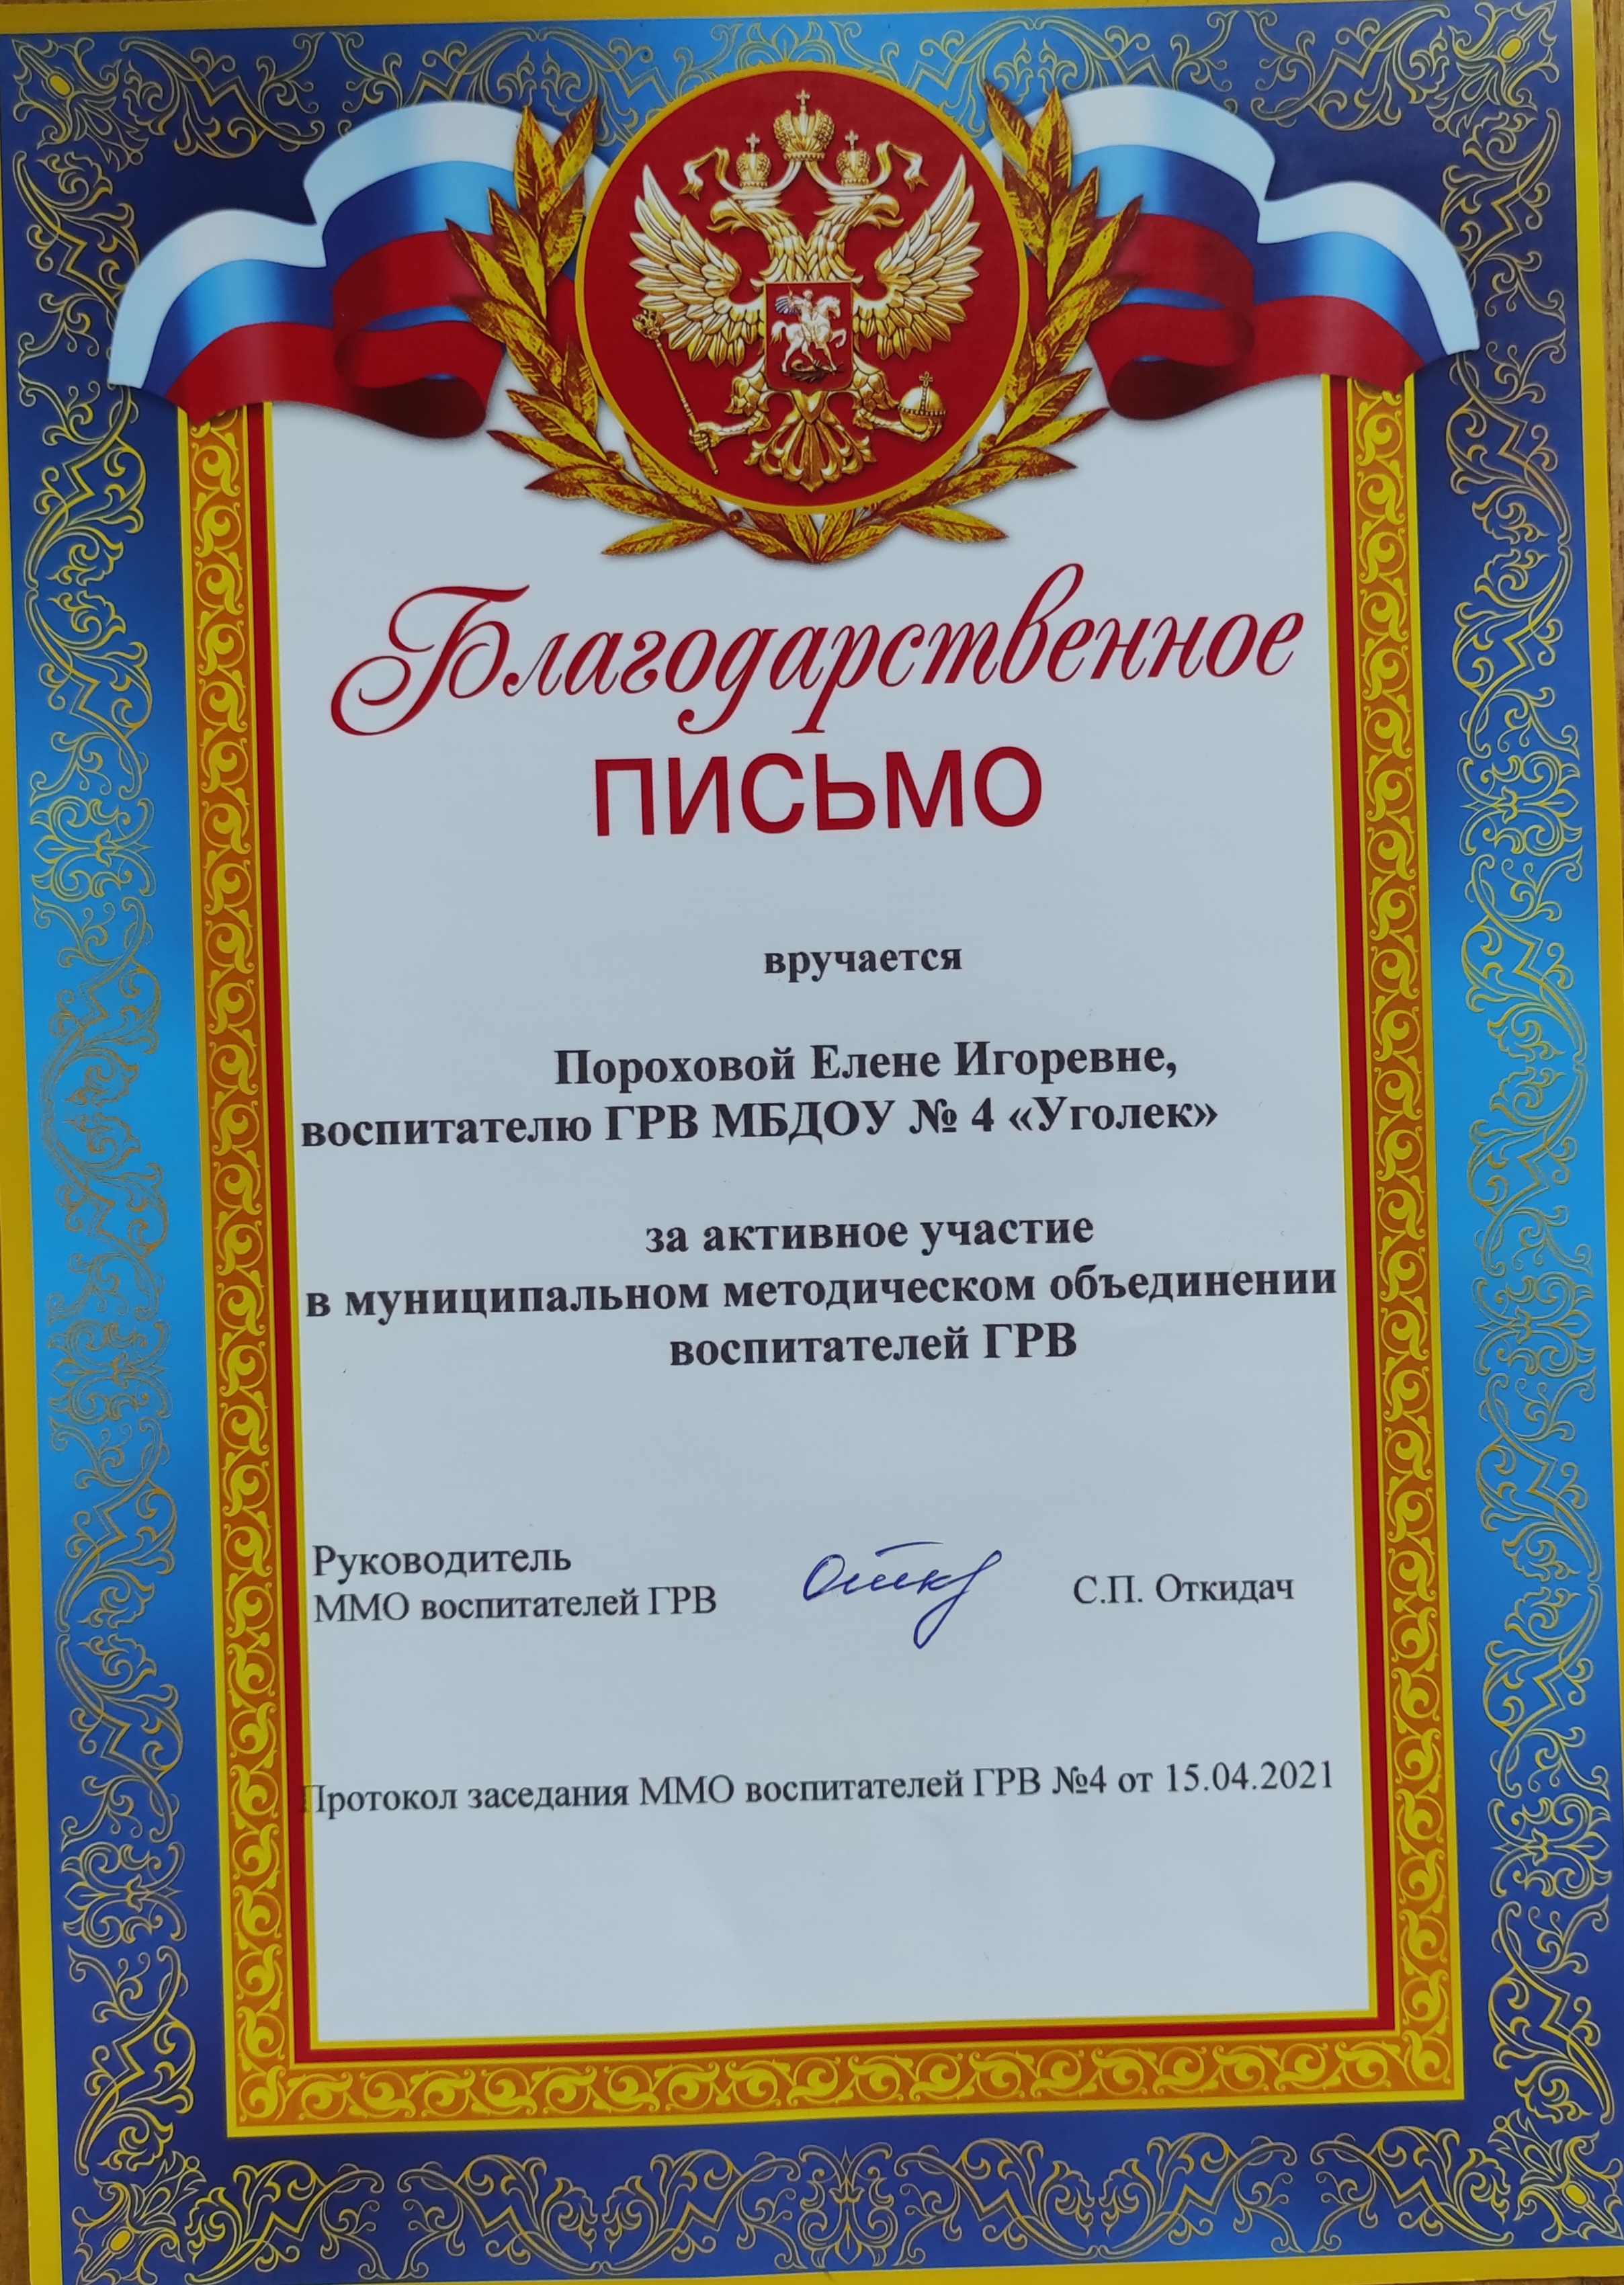 Благодарственное
ПИСЬМО
вручается
Пороховой Елене Игоревне,
воспитателю ГРВ МБДОУ № 4 «Уголек»
за активное участие
в муниципальном методическом объединении
воспитателей ГРВ
Руководитель
ММО воспитателей ГРВ С.П. Откидач
Протокол заседания ММО воспитателей ГРВ №4 от 15.04.2021